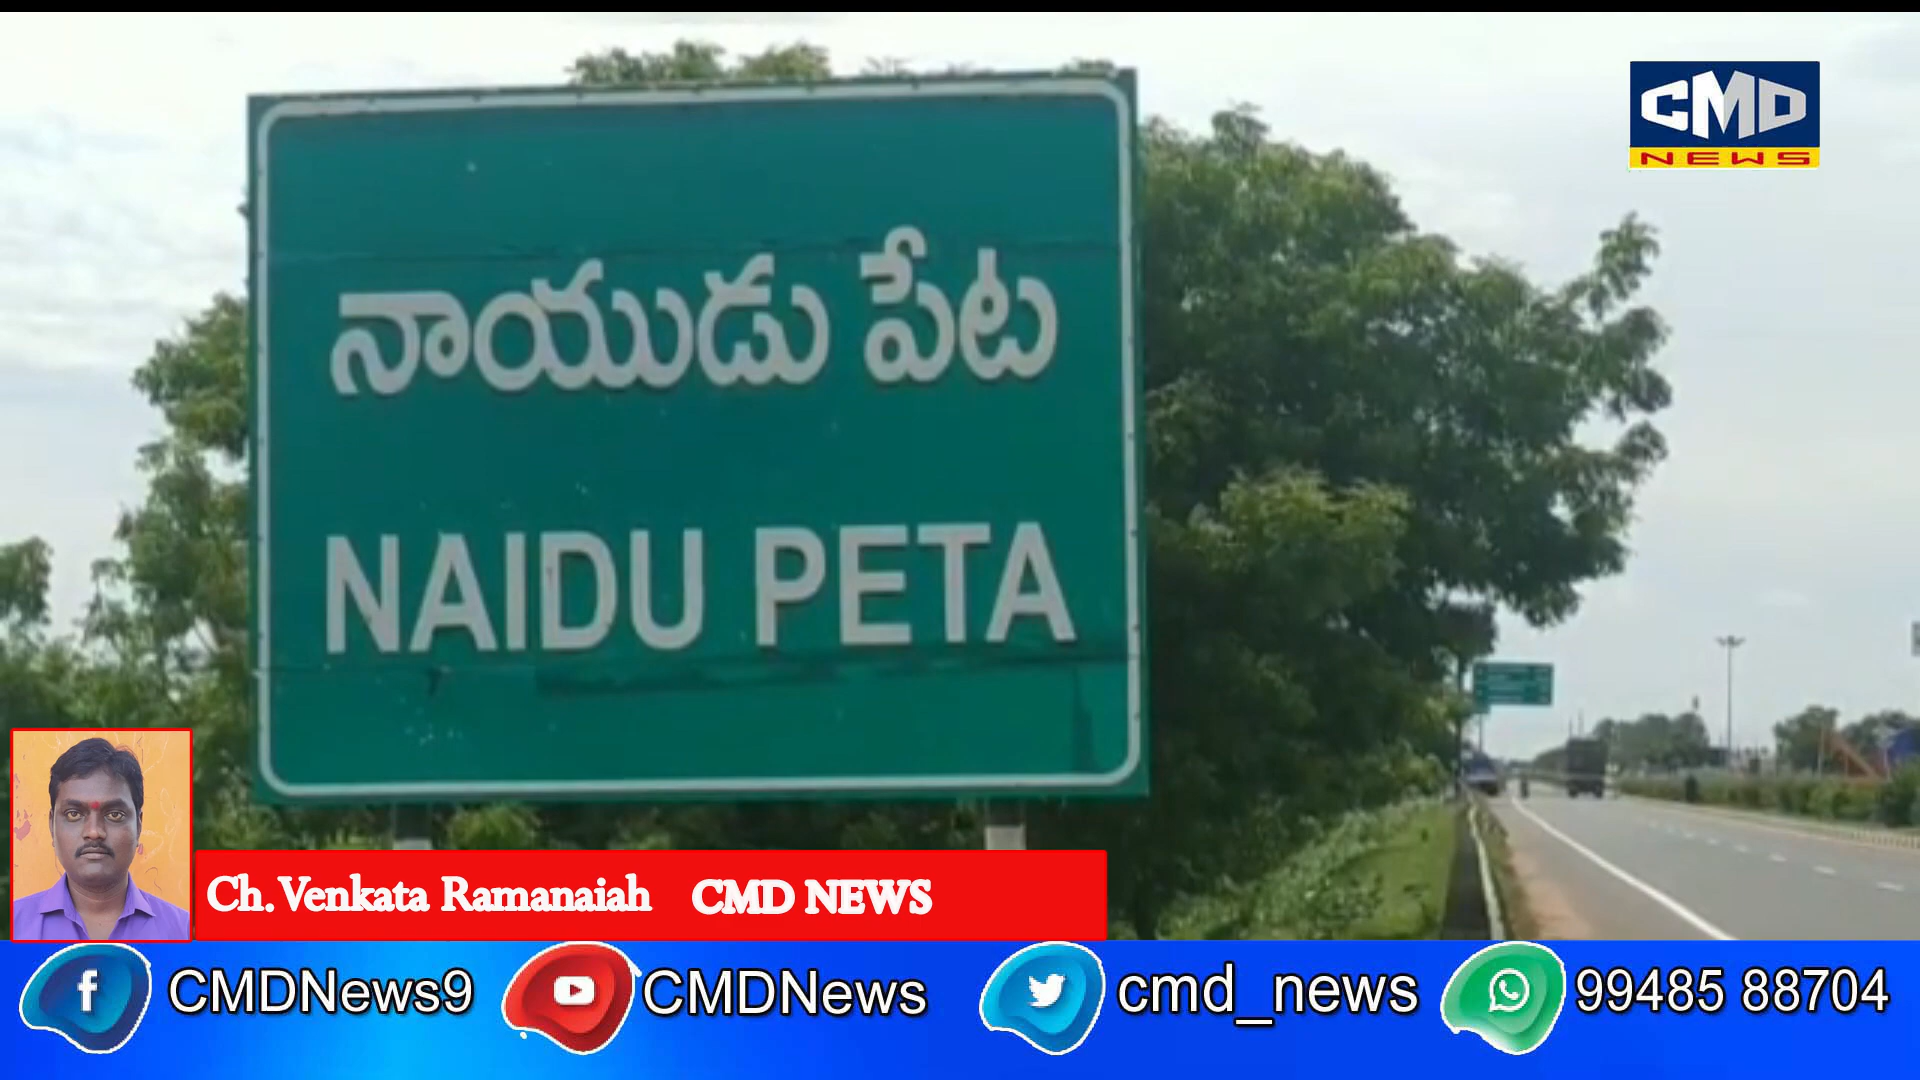 CMD
NEWS
నాయుడు పేట
NAIDU PETA
Ch. Venkata Ramanaiah CMD NEWS
CMDNews9 CMDNews cmd_news 99485 88704